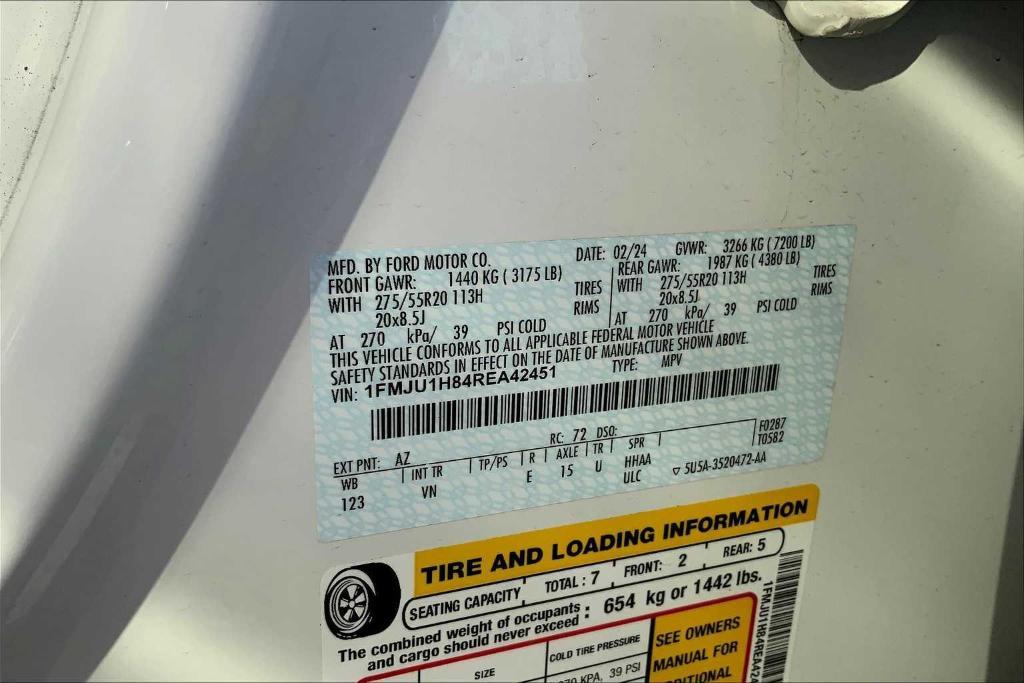 MFD. BY FORD MOTOR CO. DATE: 02/24 GVWR: 3266 KG ( 7200 LB)
FRONT GAWR: 1440 KG ( 3175 LB) REAR GAWR: 1987 KG ( 4380 LB)
WITH 275/55R20 113H TIRES WITH 275/55R20 113H TIRES
20x8.5J RIMS 20x8.5J RIMS
AT 270 kPa/ 39 PSI COLD AT 270 kPa/ 39 PSI COLD
THIS VEHICLE CONFORMS TO ALL APPLICABLE FEDERAL MOTOR VEHICLE
SAFETY STANDARDS IN EFFECT ON THE DATE OF MANUFACTURE SHOWN ABOVE.
VIN: 1FMJU1H84REA42451 TYPE: MPV
EXT PNT: AZ RC: 72 DSO: F0287
WB INT TR TP/PS R AXLE TR SPR T0582
123 VN E 15 U HHAA
ULC ▽ 5U5A-3520472-AA
TIRE AND LOADING INFORMATION
SEATING CAPACITY TOTAL : 7 FRONT: 2 REAR: 5
The combined weight of occupants
and cargo should never exceed : 654 kg or 1442 lbs.
SIZE COLD TIRE PRESSURE SEE OWNERS
39 PSI MANUAL FOR
1FMJU1H84REA424